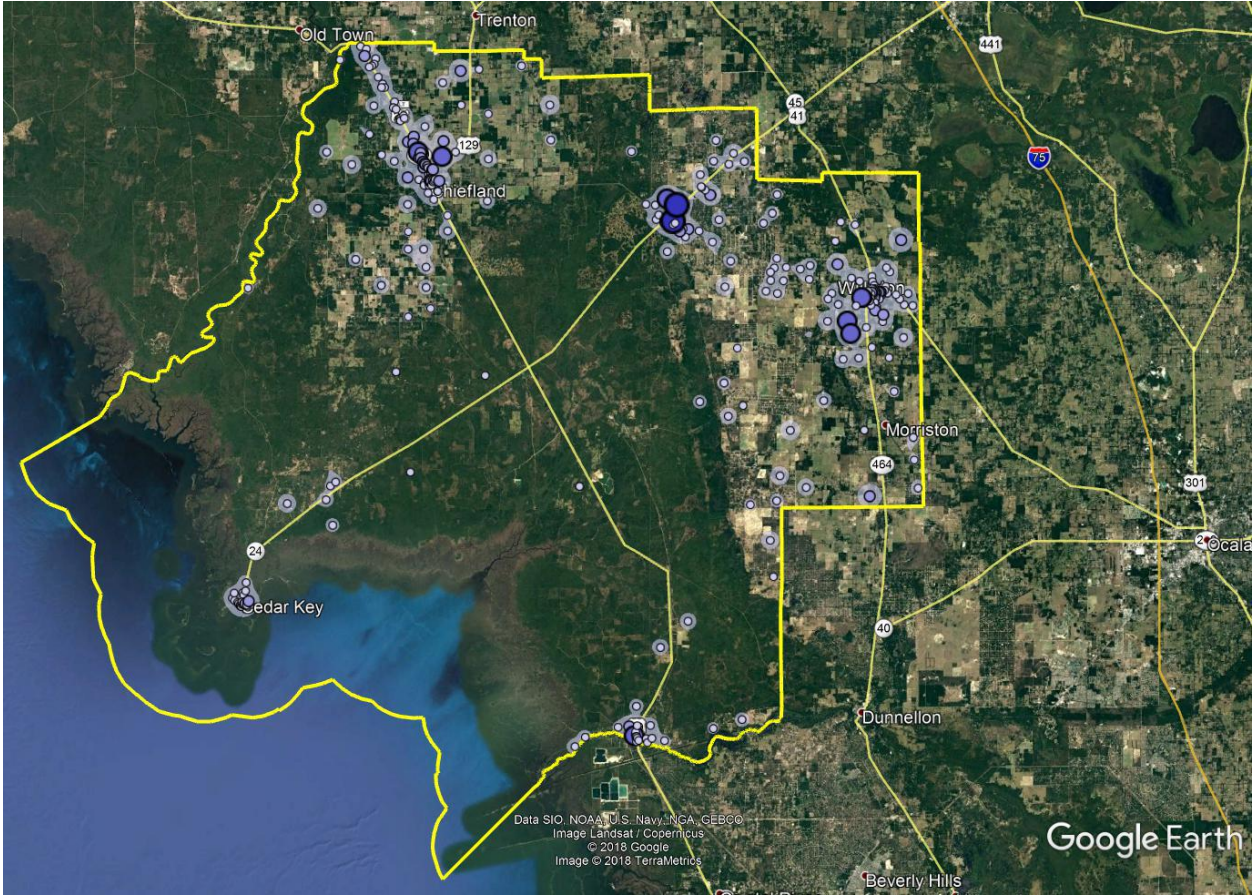 Trenton
Old Town
441
45
41
129
75
Chiefland
Morriston
464
301
2
Ocala
24
Cedar Key
40
Dunnellon
Data SIO, NOAA, U.S. Navy, NGA, GEBCO
Image Landsat / Copernicus
© 2018 Google
Image © 2018 TerraMetrics
Google Earth
Beverly Hills